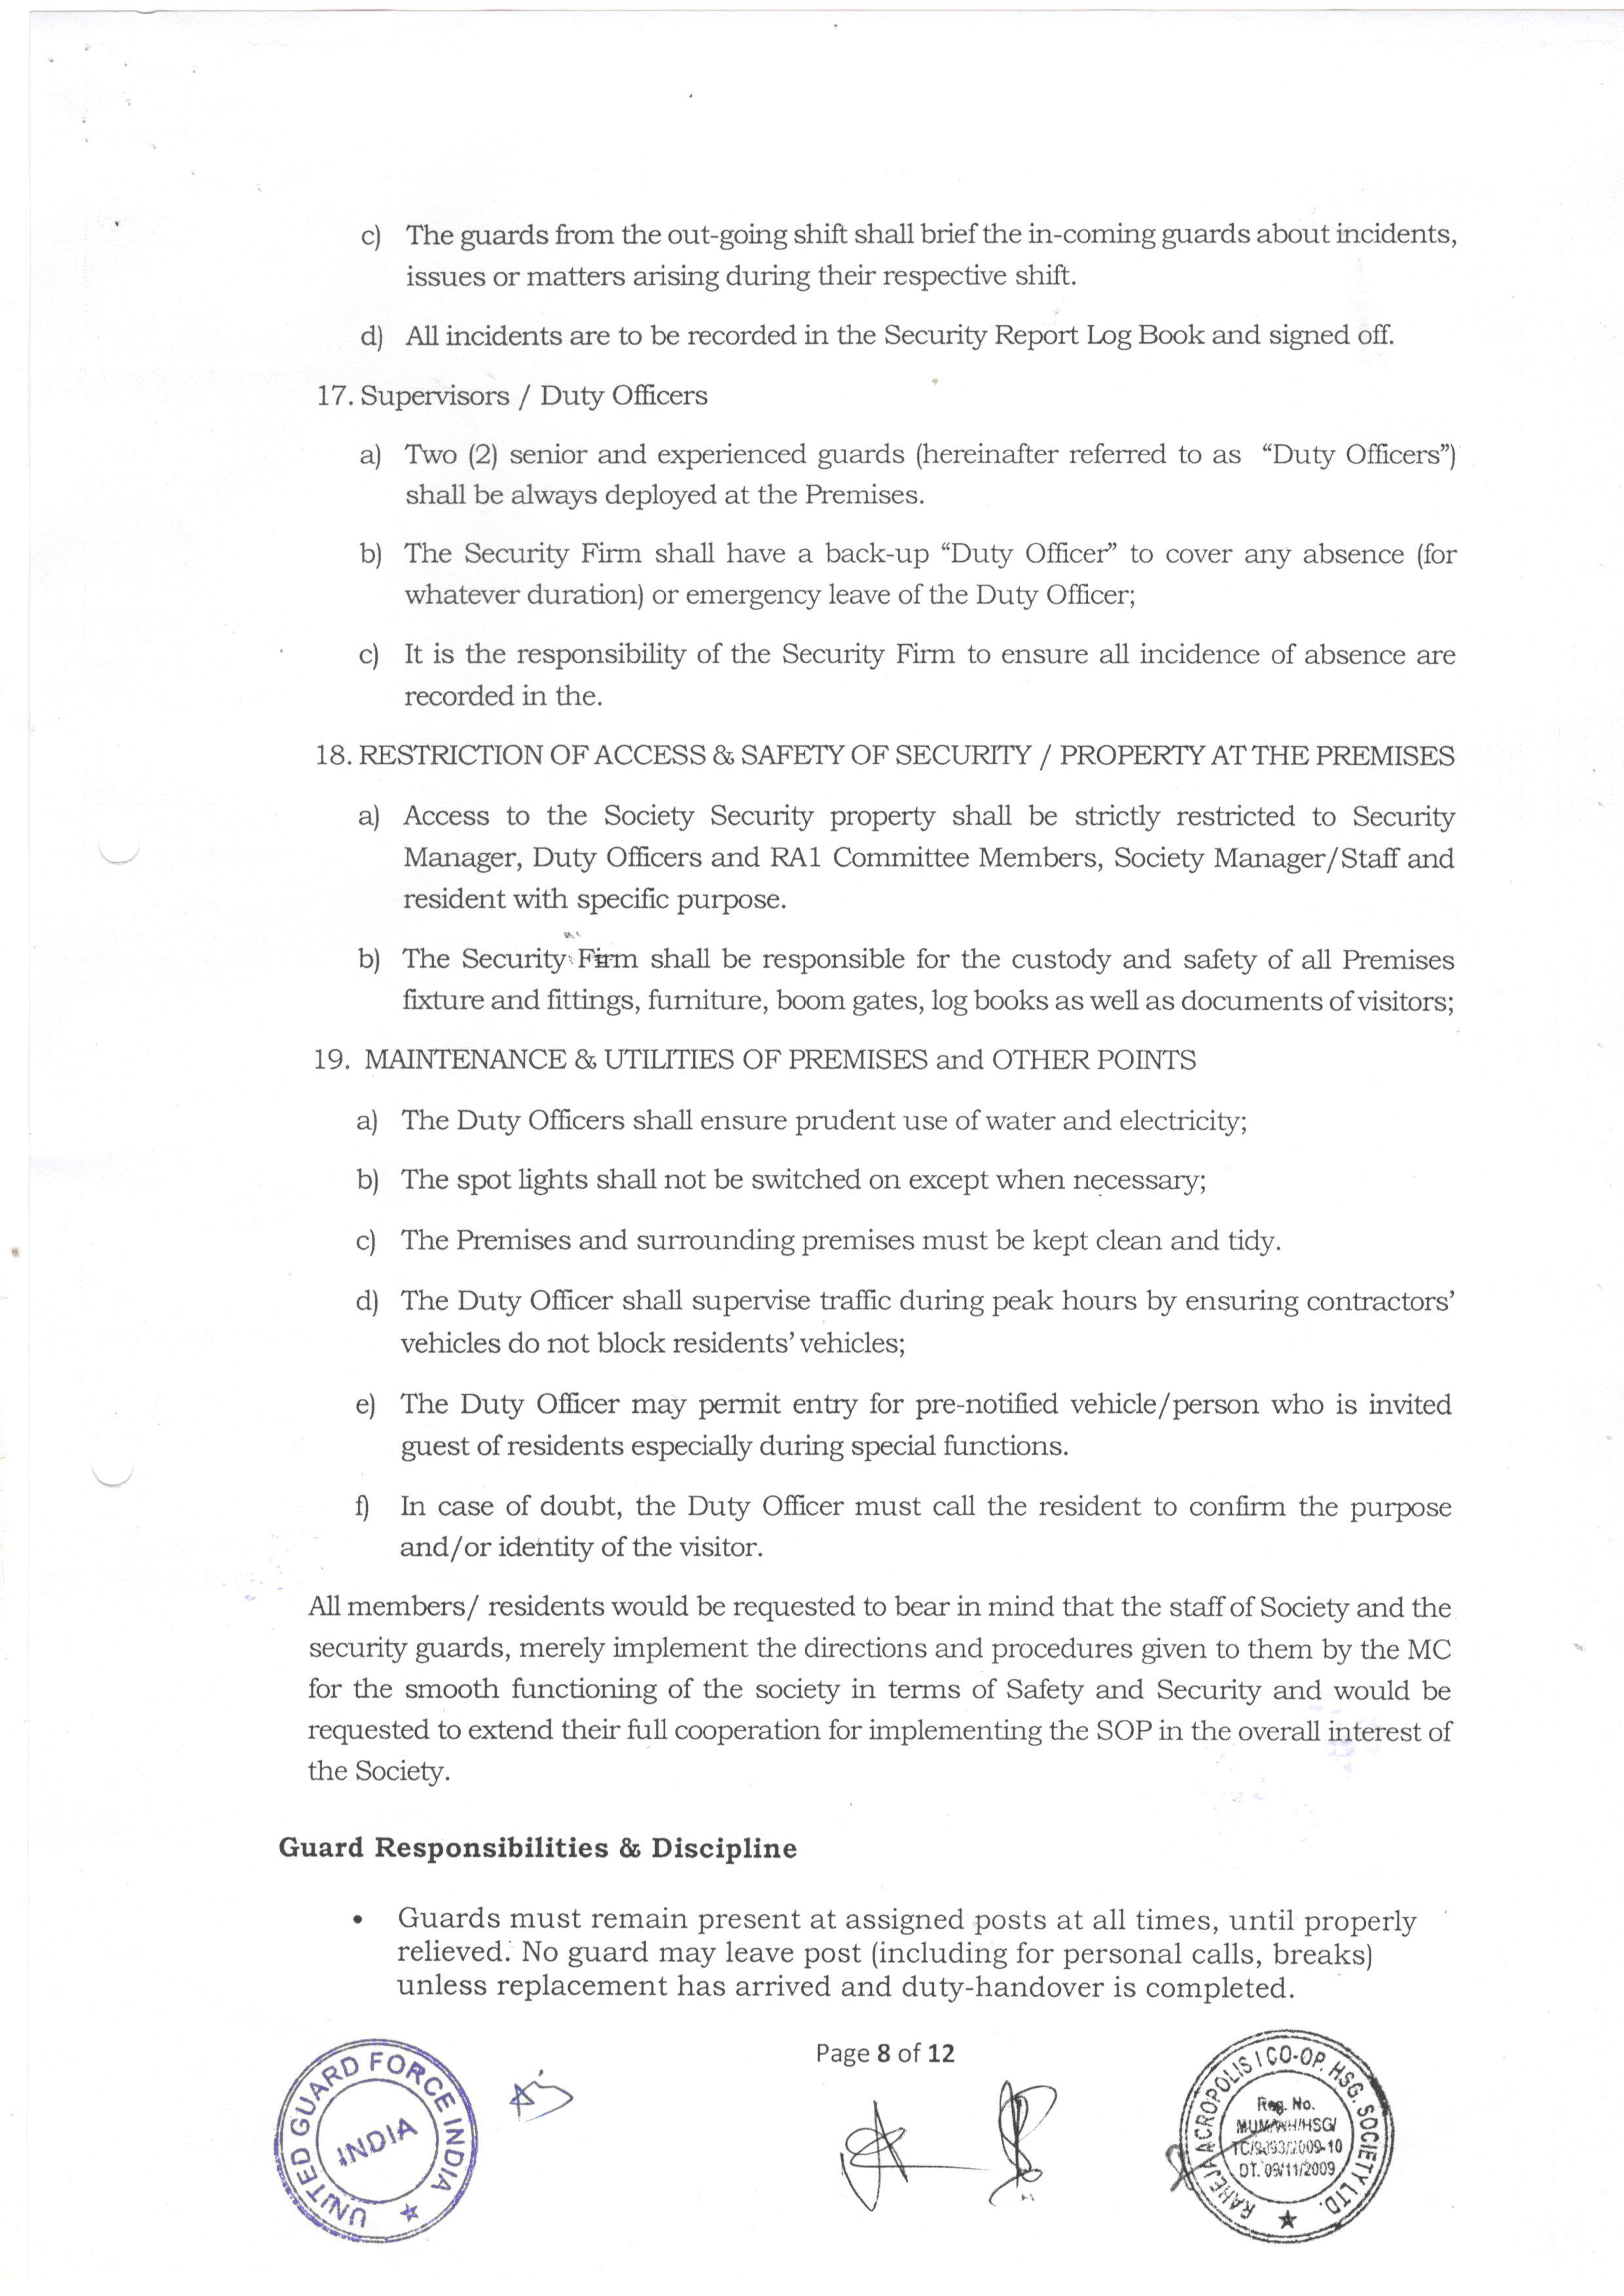 c) The guards from the out-going shift shall brief the in-coming guards about incidents,
issues or matters arising during their respective shift.
d) All incidents are to be recorded in the Security Report Log Book and signed off.
17. Supervisors / Duty Officers
a) Two (2) senior and experienced guards (hereinafter referred to as “Duty Officers”)
shall be always deployed at the Premises.
b) The Security Firm shall have a back-up “Duty Officer” to cover any absence (for
whatever duration) or emergency leave of the Duty Officer;
c) It is the responsibility of the Security Firm to ensure all incidence of absence are
recorded in the.
18. RESTRICTION OF ACCESS & SAFETY OF SECURITY / PROPERTY AT THE PREMISES
a) Access to the Society Security property shall be strictly restricted to Security
Manager, Duty Officers and RA1 Committee Members, Society Manager/Staff and
resident with specific purpose.
b) The Security Firm shall be responsible for the custody and safety of all Premises
fixture and fittings, furniture, boom gates, log books as well as documents of visitors;
19. MAINTENANCE & UTILITIES OF PREMISES and OTHER POINTS
a) The Duty Officers shall ensure prudent use of water and electricity;
b) The spot lights shall not be switched on except when necessary;
c) The Premises and surrounding premises must be kept clean and tidy.
d) The Duty Officer shall supervise traffic during peak hours by ensuring contractors’
vehicles do not block residents’ vehicles;
e) The Duty Officer may permit entry for pre-notified vehicle/person who is invited
guest of residents especially during special functions.
f) In case of doubt, the Duty Officer must call the resident to confirm the purpose
and/or identity of the visitor.
All members/ residents would be requested to bear in mind that the staff of Society and the
security guards, merely implement the directions and procedures given to them by the MC
for the smooth functioning of the society in terms of Safety and Security and would be
requested to extend their full cooperation for implementing the SOP in the overall interest of
the Society.
Guard Responsibilities & Discipline
• Guards must remain present at assigned posts at all times, until properly
relieved. No guard may leave post (including for personal calls, breaks)
unless replacement has arrived and duty-handover is completed.
Page 8 of 12
UNITED GUARD FORCE INDIA
INDIA
RAHEJA ACROPOLIS I CO-OP. HSG. SOCIETY LTD.
Reg. No.
DT. 09/11/2009